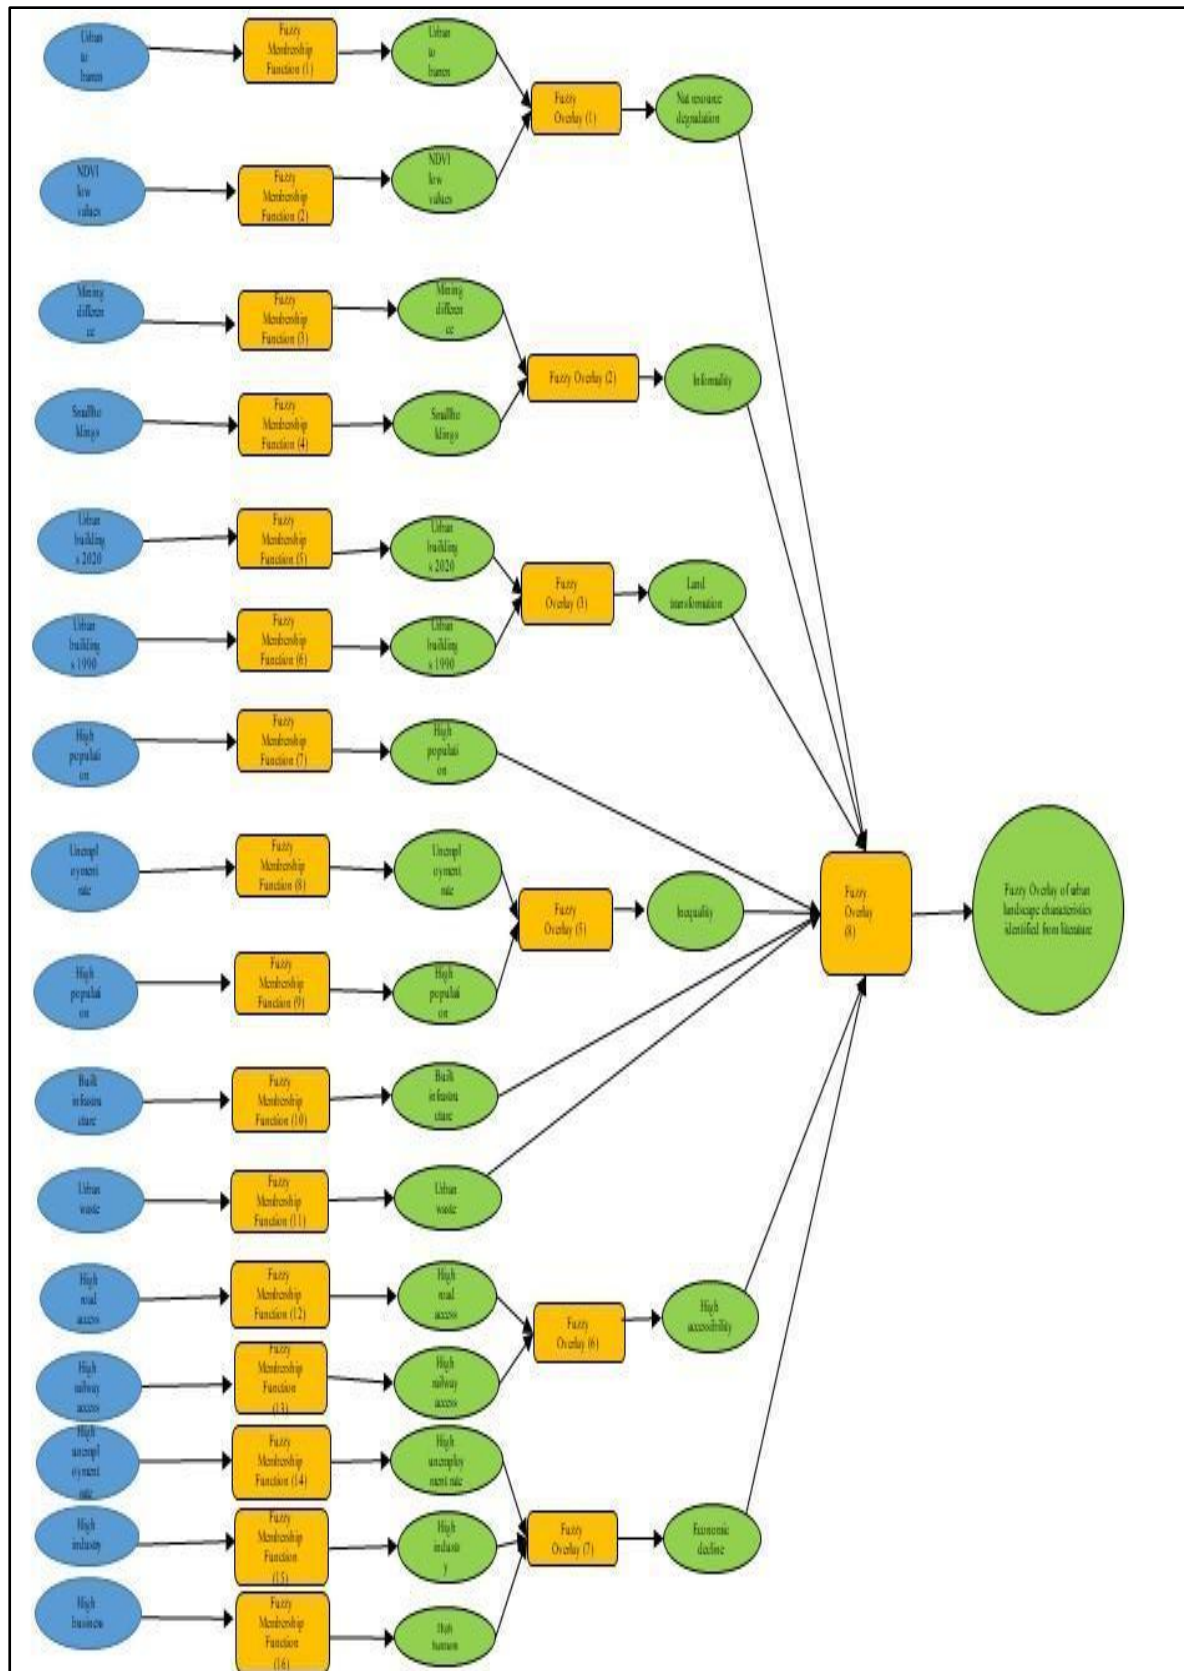 Urban
to
barren
Fuzzy
Membership
Function (1)
Urban
to
barren
Fuzzy
Overlay (1)
Nat resource
degradation
NDVI
low
values
Fuzzy
Membership
Function (2)
NDVI
low
values
Mining
differen
ce
Fuzzy
Membership
Function (3)
Mining
differen
ce
Fuzzy Overlay (2)
Informality
Smallho
ldings
Fuzzy
Membership
Function (4)
Smallho
ldings
Urban
building
s 2020
Fuzzy
Membership
Function (5)
Urban
building
s 2020
Fuzzy
Overlay (3)
Land
transformation
Urban
building
s 1990
Fuzzy
Membership
Function (6)
Urban
building
s 1990
High
populati
on
Fuzzy
Membership
Function (7)
High
populati
on
Unempl
oyment
rate
Fuzzy
Membership
Function (8)
Unempl
oyment
rate
Fuzzy
Overlay (5)
Inequality
Fuzzy
Overlay
(8)
Fuzzy Overlay of urban
landscape characteristics
identified from literature
High
populati
on
Fuzzy
Membership
Function (9)
High
populati
on
Built
infrastru
cture
Fuzzy
Membership
Function (10)
Built
infrastru
cture
Urban
waste
Fuzzy
Membership
Function (11)
Urban
waste
High
road
access
Fuzzy
Membership
Function
(12)
High
road
access
Fuzzy
Overlay (6)
High
accessibility
High
railway
access
Fuzzy
Membership
Function
(13)
High
railway
access
High
unempl
oyment
rate
Fuzzy
Membership
Function (14)
High
unemploy
ment rate
High
industry
Fuzzy
Membership
Function
(15)
High
industr
y
Fuzzy
Overlay (7)
Economic
decline
High
business
Fuzzy
Membership
Function
(16)
High